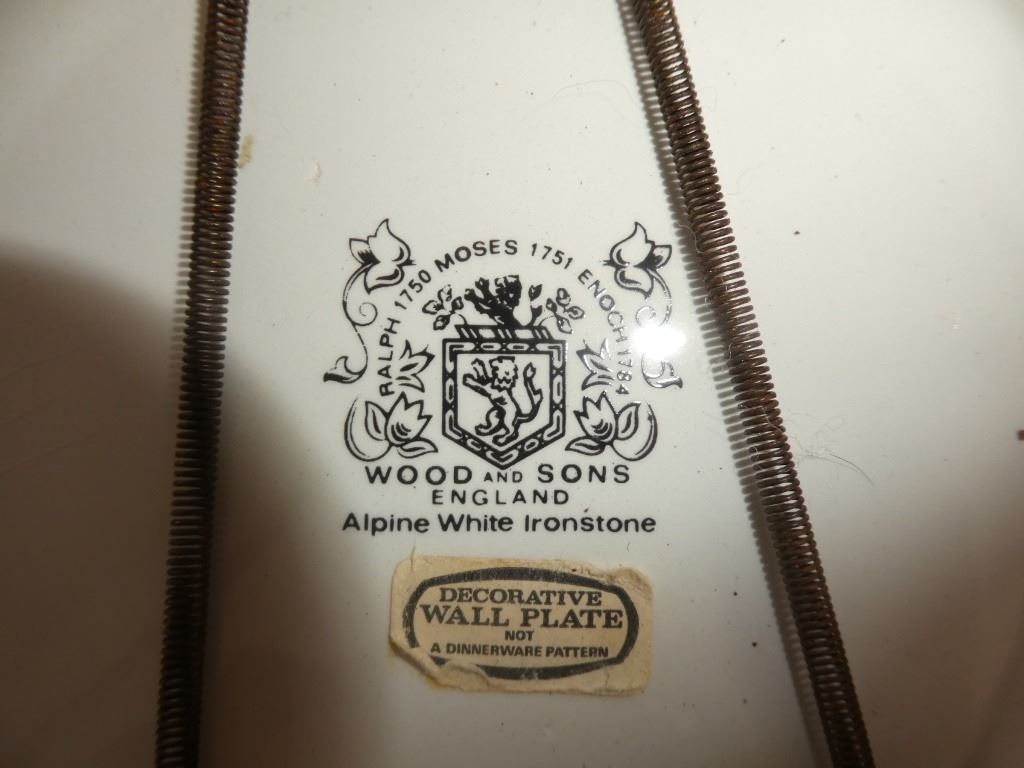 RALPH 1750 MOSES 1751 ENOCH 1784
WOOD AND SONS
ENGLAND
Alpine White Ironstone
DECORATIVE
WALL PLATE
NOT
A DINNERWARE PATTERN